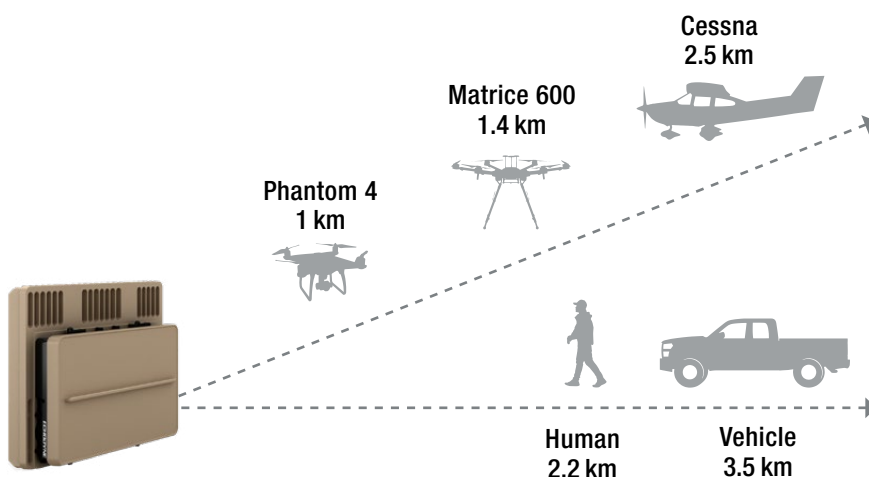 Cessna
2.5 km
Matrice 600
1.4 km
Phantom 4
1 km
Human
2.2 km
Vehicle
3.5 km